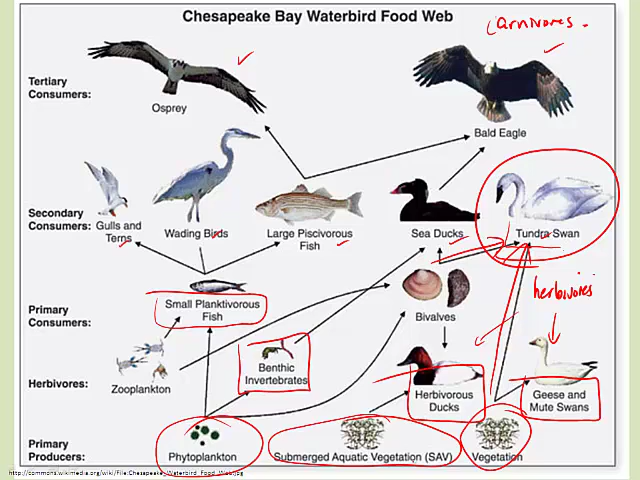 Chesapeake Bay Waterbird Food Web
Carnivores.
Tertiary
Consumers:
Osprey
Bald Eagle
Secondary
Consumers:
Gulls and
Terns
Wading Birds
Large Piscivorous
Fish
Sea Ducks
Tundra Swan
herbivores
Primary
Consumers:
Small Planktivorous
Fish
Bivalves
Herbivores:
Zooplankton
Benthic
Invertebrates
Herbivorous
Ducks
Geese and
Mute Swans
Primary
Producers:
Phytoplankton
Submerged Aquatic Vegetation (SAV)
Vegetation
http://commons.wikimedia.org/wiki/File:Chesapeake_Waterbird_Food_Web.jpg